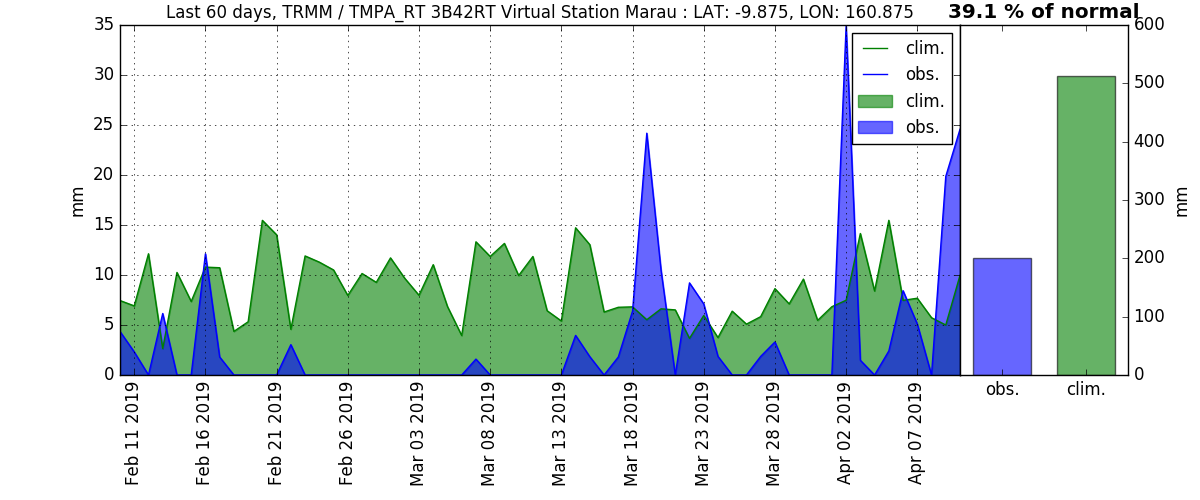 Last 60 days, TRMM / TMPA_RT 3B42RT Virtual Station Marau : LAT: -9.875, LON: 160.875
39.1 % of normal
35
30
25
20
15
10
5
0
mm
Feb 11 2019
Feb 16 2019
Feb 21 2019
Feb 26 2019
Mar 03 2019
Mar 08 2019
Mar 13 2019
Mar 18 2019
Mar 23 2019
Mar 28 2019
Apr 02 2019
Apr 07 2019
clim.
obs.
clim.
obs.
600
500
400
300
200
100
0
mm
obs.
clim.